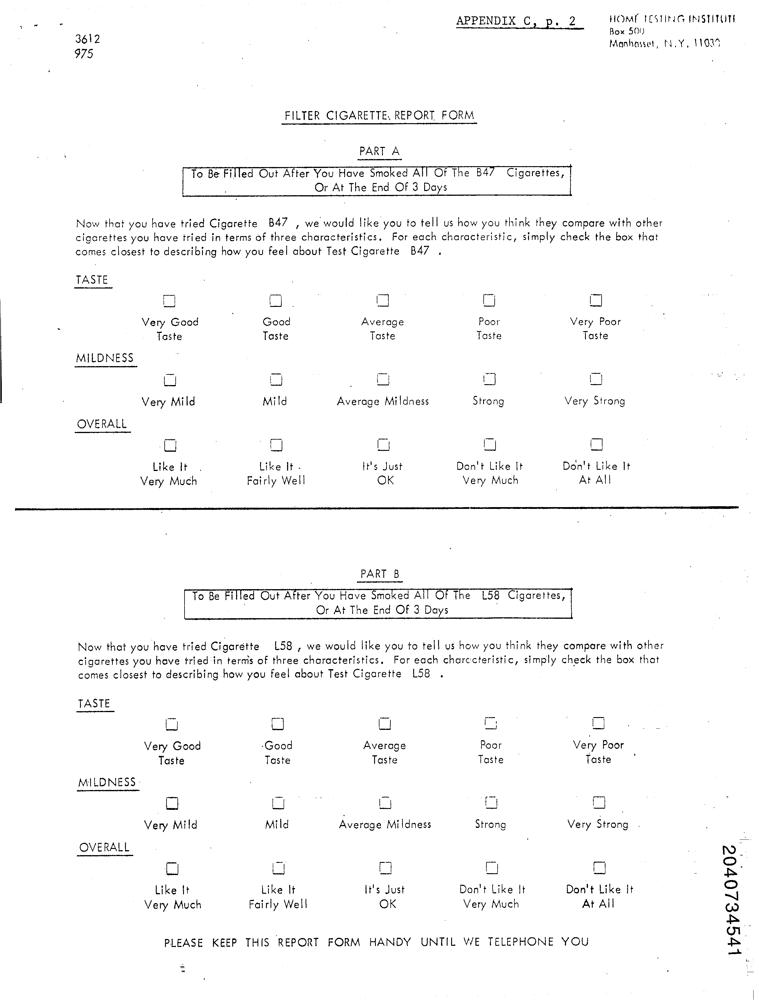 APPENDIX C, p. 2
HOME TESTING INSTITUTE
Box 500
Manhasset, N.Y. 11030
3612
975
FILTER CIGARETTE REPORT FORM
PART A
To Be Filled Out After You Have Smoked All Of The B47 Cigarettes,
Or At The End Of 3 Days
Now that you have tried Cigarette B47 , we would like you to tell us how you think they compare with other
cigarettes you have tried in terms of three characteristics. For each characteristic, simply check the box that
comes closest to describing how you feel about Test Cigarette B47 .
TASTE
Very Good Good Average Poor Very Poor
Taste Taste Taste Taste Taste
MILDNESS
Very Mild Mild Average Mildness Strong Very Strong
OVERALL
Like It Like It It's Just Don't Like It Don't Like It
Very Much Fairly Well OK Very Much At All
PART B
To Be Filled Out After You Have Smoked All Of The L58 Cigarettes,
Or At The End Of 3 Days
Now that you have tried Cigarette L58 , we would like you to tell us how you think they compare with other
cigarettes you have tried in terms of three characteristics. For each characteristic, simply check the box that
comes closest to describing how you feel about Test Cigarette L58 .
TASTE
Very Good Good Average Poor Very Poor
Taste Taste Taste Taste Taste
MILDNESS
Very Mild Mild Average Mildness Strong Very Strong
OVERALL
Like It Like It It's Just Don't Like It Don't Like It
Very Much Fairly Well OK Very Much At All
PLEASE KEEP THIS REPORT FORM HANDY UNTIL WE TELEPHONE YOU
2040734541